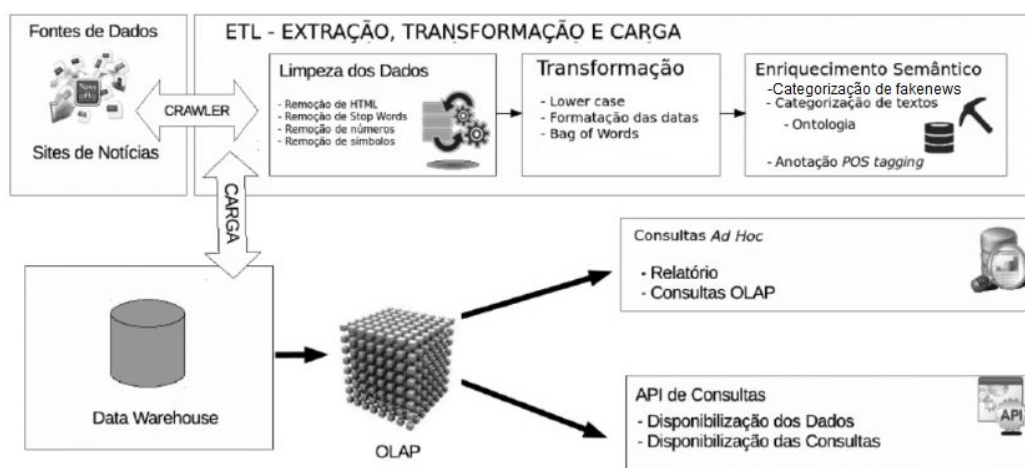 Fontes de Dados
News
Sites de Notícias
CRAWLER
ETL - EXTRAÇÃO, TRANSFORMAÇÃO E CARGA
Limpeza dos Dados
- Remoção de HTML
- Remoção de Stop Words
- Remoção de números
- Remoção de símbolos
Transformação
- Lower case
- Formatação das datas
- Bag of Words
Enriquecimento Semântico
-Categorização de fakenews
- Categorização de textos
- Ontologia
- Anotação POS tagging
CARGA
Data Warehouse
OLAP
Consultas Ad Hoc
- Relatório
- Consultas OLAP
API de Consultas
- Disponibilização dos Dados
- Disponibilização das Consultas
API